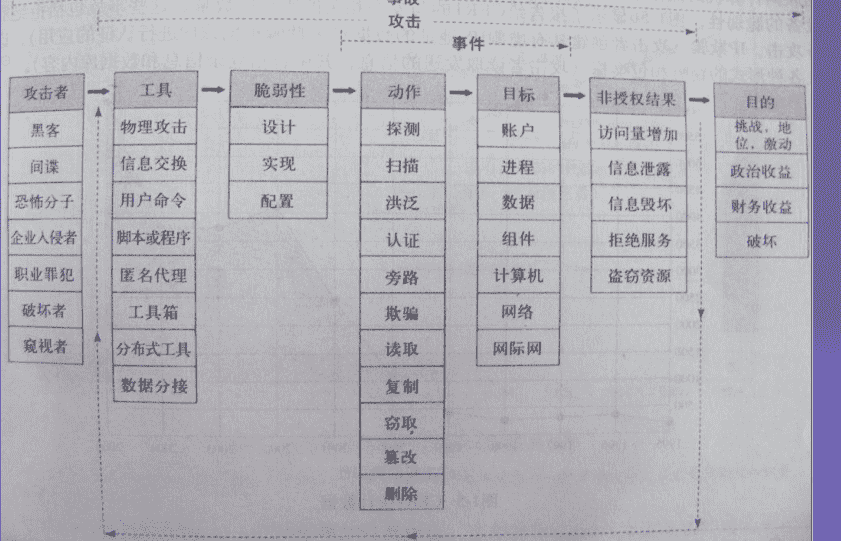 事故
攻击
事件
攻击者
黑客
间谍
恐怖分子
企业入侵者
职业罪犯
破坏者
窥视者
工具
物理攻击
信息交换
用户命令
脚本或程序
匿名代理
工具箱
分布式工具
数据分接
脆弱性
设计
实现
配置
动作
探测
扫描
洪泛
认证
旁路
欺骗
读取
复制
窃取
篡改
删除
目标
账户
进程
数据
组件
计算机
网络
网际网
非授权结果
访问量增加
信息泄露
信息毁坏
拒绝服务
盗窃资源
目的
挑战，地
位，激动
政治收益
财务收益
破坏